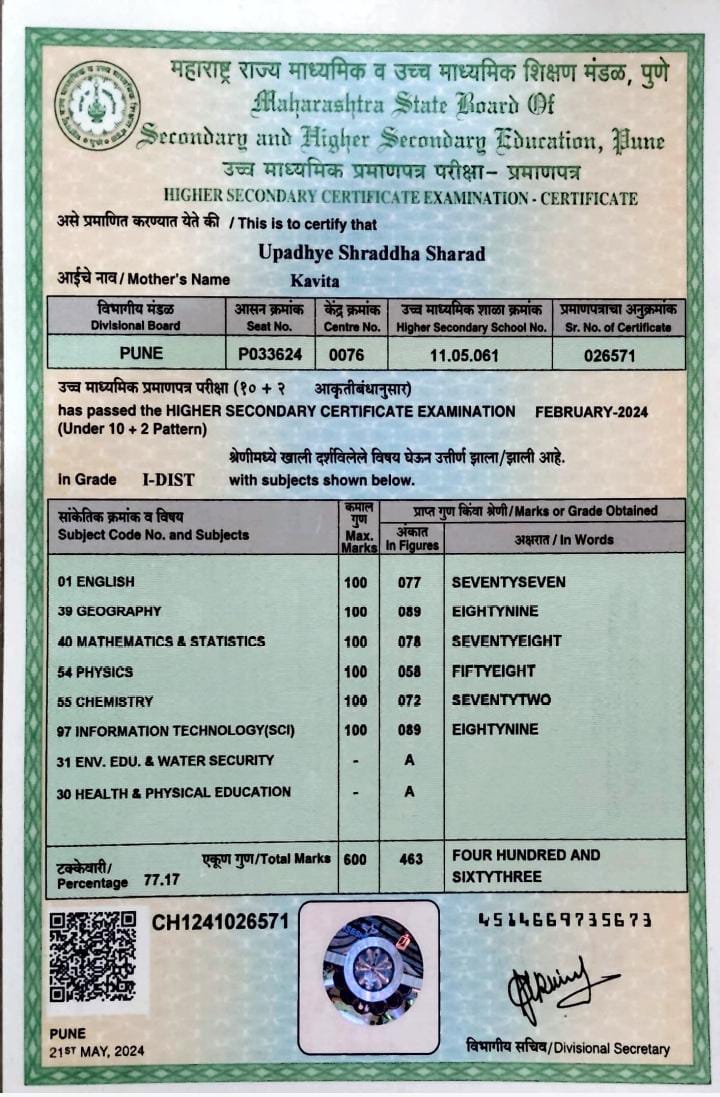 महाराष्ट्र राज्य माध्यमिक व उच्च माध्यमिक शिक्षण मंडळ, पुणे
Maharashtra State Board Of
Secondary and Higher Secondary Education, Pune
उच्च माध्यमिक प्रमाणपत्र परीक्षा- प्रमाणपत्र
HIGHER SECONDARY CERTIFICATE EXAMINATION - CERTIFICATE
असे प्रमाणित करण्यात येते की / This is to certify that
Upadhye Shraddha Sharad
आईचे नाव / Mother's Name Kavita
विभागीय मंडळ आसन क्रमांक केंद्र क्रमांक उच्च माध्यमिक शाळा क्रमांक प्रमाणपत्राचा अनुक्रमांक
Divisional Board Seat No. Centre No. Higher Secondary School No. Sr. No. of Certificate
PUNE P033624 0076 11.05.061 026571
उच्च माध्यमिक प्रमाणपत्र परीक्षा (१० + २ आकृतीबंधानुसार)
has passed the HIGHER SECONDARY CERTIFICATE EXAMINATION FEBRUARY-2024
(Under 10 + 2 Pattern)
श्रेणीमध्ये खाली दर्शविलेले विषय घेऊन उत्तीर्ण झाला/झाली आहे.
In Grade I-DIST with subjects shown below.
सांकेतिक क्रमांक व विषय
Subject Code No. and Subjects
कमाल
गुण
Max.
Marks
प्राप्त गुण किंवा श्रेणी/Marks or Grade Obtained
अंकात
In Figures
अक्षरात / In Words
01 ENGLISH 100 077 SEVENTYSEVEN
39 GEOGRAPHY 100 089 EIGHTYNINE
40 MATHEMATICS & STATISTICS 100 078 SEVENTYEIGHT
54 PHYSICS 100 058 FIFTYEIGHT
55 CHEMISTRY 100 072 SEVENTYTWO
97 INFORMATION TECHNOLOGY(SCI) 100 089 EIGHTYNINE
31 ENV. EDU. & WATER SECURITY - A
30 HEALTH & PHYSICAL EDUCATION - A
टक्केवारी/
Percentage 77.17
एकूण गुण/Total Marks 600 463 FOUR HUNDRED AND
SIXTYTHREE
CH1241026571
4514669735673
PUNE
21ST MAY, 2024
विभागीय सचिव/Divisional Secretary